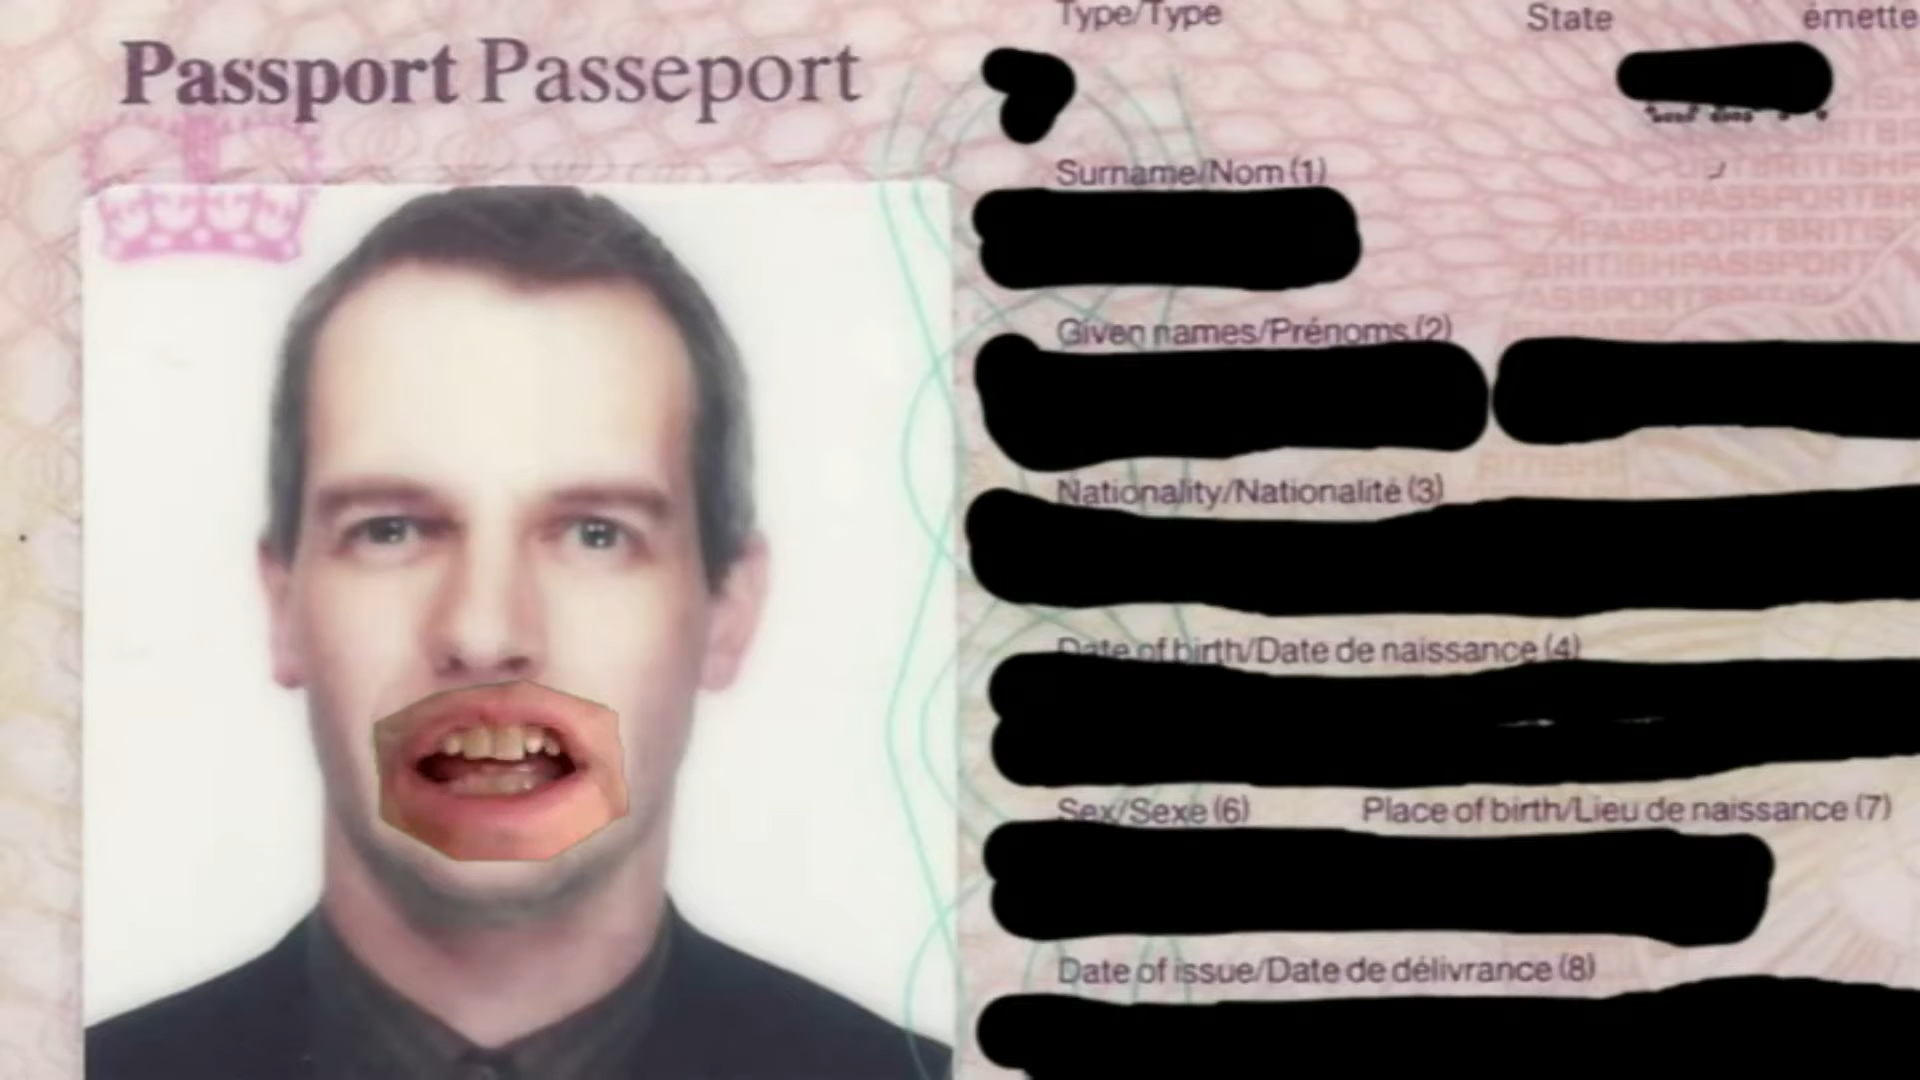 Passport Passeport
Type/Type
State
émette
Surname/Nom (1)
Given names/Prénoms (2)
Nationality/Nationalité (3)
Date of birth/Date de naissance (4)
Sex/Sexe (6)
Place of birth/Lieu de naissance (7)
Date of issue/Date de délivrance (8)
BRITISHPASSPORT